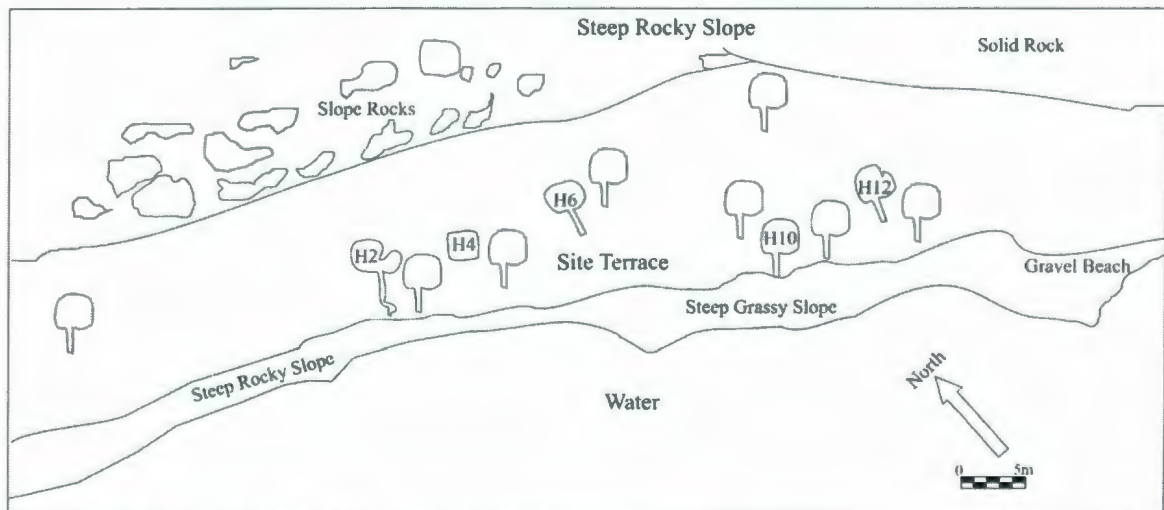 Steep Rocky Slope
Solid Rock
Slope Rocks
H12
H6
H10
H4
H2
Site Terrace
Gravel Beach
Steep Grassy Slope
Steep Rocky Slope
North
Water
0 5m